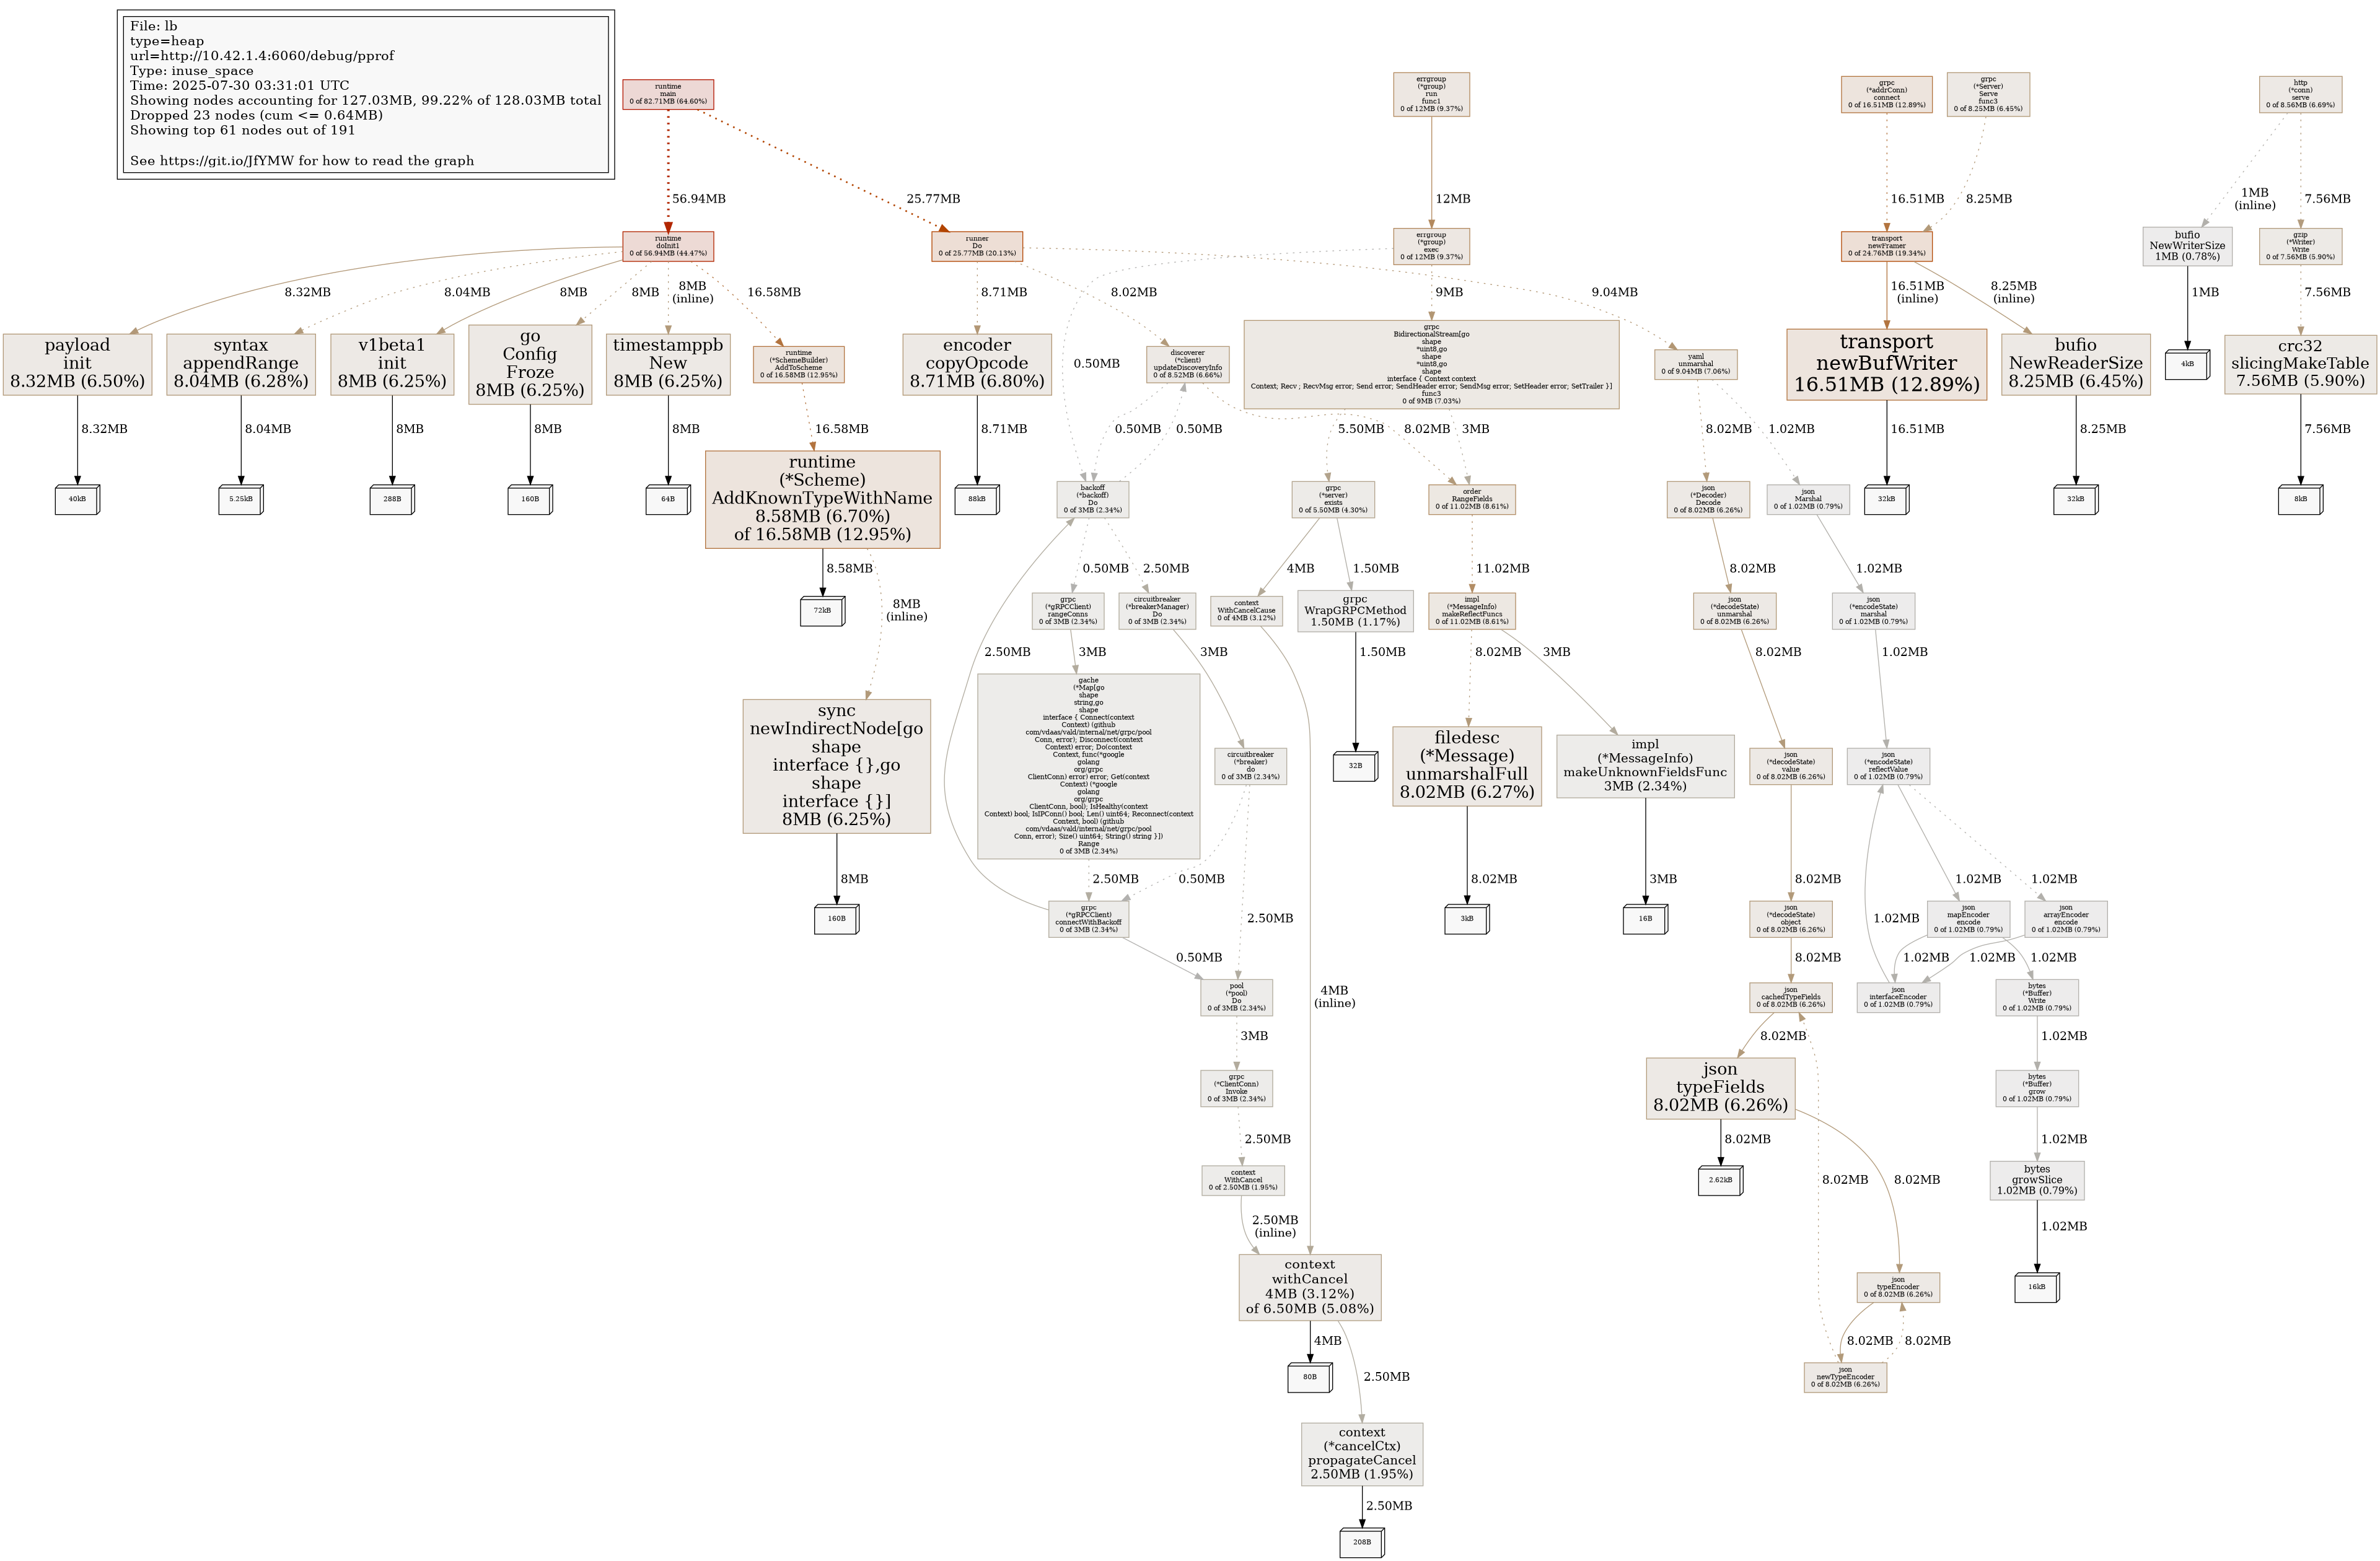 File: lb
type=heap
url=http://10.42.1.4:6060/debug/pprof
Type: inuse_space
Time: 2025-07-30 03:31:01 UTC
Showing nodes accounting for 127.03MB, 99.22% of 128.03MB total
Dropped 23 nodes (cum <= 0.64MB)
Showing top 61 nodes out of 191
See https://git.io/JfYMW for how to read the graph
runtime
main
0 of 82.71MB (64.60%)
errgroup
(*group)
run
func1
0 of 12MB (9.37%)
grpc
(*addrConn)
connect
0 of 16.51MB (12.89%)
grpc
(*Server)
Serve
func3
0 of 8.25MB (6.45%)
http
(*conn)
serve
0 of 8.56MB (6.69%)
56.94MB
25.77MB
12MB
16.51MB
8.25MB
1MB
(inline)
7.56MB
runtime
doInit1
0 of 56.94MB (44.47%)
runner
Do
0 of 25.77MB (20.13%)
errgroup
(*group)
exec
0 of 12MB (9.37%)
transport
newFramer
0 of 24.76MB (19.34%)
bufio
NewWriterSize
1MB (0.78%)
gzip
(*Writer)
Write
0 of 7.56MB (5.90%)
8.32MB
8.04MB
8MB
8MB
8MB
(inline)
16.58MB
8.71MB
8.02MB
0.50MB
9MB
9.04MB
16.51MB
(inline)
8.25MB
(inline)
1MB
7.56MB
payload
init
8.32MB (6.50%)
syntax
appendRange
8.04MB (6.28%)
v1beta1
init
8MB (6.25%)
go
Config
Froze
8MB (6.25%)
timestamppb
New
8MB (6.25%)
runtime
(*SchemeBuilder)
AddToScheme
0 of 16.58MB (12.95%)
encoder
copyOpcode
8.71MB (6.80%)
discoverer
(*client)
updateDiscoveryInfo
0 of 8.52MB (6.66%)
grpc
BidirectionalStream[go
shape
*uint8,go
shape
*uint8,go
shape
interface { Context context
Context; Recv ; RecvMsg error; Send error; SendHeader error; SendMsg error; SetHeader error; SetTrailer }]
func3
0 of 9MB (7.03%)
yaml
unmarshal
0 of 9.04MB (7.06%)
transport
newBufWriter
16.51MB (12.89%)
bufio
NewReaderSize
8.25MB (6.45%)
4kB
crc32
slicingMakeTable
7.56MB (5.90%)
8.32MB
8.04MB
8MB
8MB
8MB
16.58MB
8.71MB
0.50MB
0.50MB
8.02MB
5.50MB
3MB
8.02MB
1.02MB
16.51MB
8.25MB
7.56MB
40kB
5.25kB
288B
160B
64B
runtime
(*Scheme)
AddKnownTypeWithName
8.58MB (6.70%)
of 16.58MB (12.95%)
88kB
backoff
(*backoff)
Do
0 of 3MB (2.34%)
grpc
(*server)
exists
0 of 5.50MB (4.30%)
order
RangeFields
0 of 11.02MB (8.61%)
json
(*Decoder)
Decode
0 of 8.02MB (6.26%)
json
Marshal
0 of 1.02MB (0.79%)
32kB
32kB
8kB
8.58MB
8MB
(inline)
2.50MB
0.50MB
2.50MB
4MB
1.50MB
11.02MB
8.02MB
1.02MB
72kB
grpc
(*gRPCClient)
rangeConns
0 of 3MB (2.34%)
circuitbreaker
(*breakerManager)
Do
0 of 3MB (2.34%)
context
WithCancelCause
0 of 4MB (3.12%)
grpc
WrapGRPCMethod
1.50MB (1.17%)
impl
(*MessageInfo)
makeReflectFuncs
0 of 11.02MB (8.61%)
json
(*decodeState)
unmarshal
0 of 8.02MB (6.26%)
json
(*encodeState)
marshal
0 of 1.02MB (0.79%)
3MB
3MB
1.50MB
8.02MB
3MB
8.02MB
1.02MB
sync
newIndirectNode[go
shape
interface {},go
shape
interface {}]
8MB (6.25%)
gache
(*Map[go
shape
string,go
shape
interface { Connect(context
Context) (github
com/vdaas/vald/internal/net/grpc/pool
Conn, error); Disconnect(context
Context) error; Do(context
Context, func(*google
golang
org/grpc
ClientConn) error) error; Get(context
Context) (*google
golang
org/grpc
ClientConn, bool); IsHealthy(context
Context) bool; IsIPConn() bool; Len() uint64; Reconnect(context
Context, bool) (github
com/vdaas/vald/internal/net/grpc/pool
Conn, error); Size() uint64; String() string }])
Range
0 of 3MB (2.34%)
circuitbreaker
(*breaker)
do
0 of 3MB (2.34%)
32B
filedesc
(*Message)
unmarshalFull
8.02MB (6.27%)
impl
(*MessageInfo)
makeUnknownFieldsFunc
3MB (2.34%)
json
(*decodeState)
value
0 of 8.02MB (6.26%)
json
(*encodeState)
reflectValue
0 of 1.02MB (0.79%)
8MB
2.50MB
0.50MB
2.50MB
8.02MB
3MB
8.02MB
1.02MB
1.02MB
1.02MB
160B
grpc
(*gRPCClient)
connectWithBackoff
0 of 3MB (2.34%)
3kB
16B
json
(*decodeState)
object
0 of 8.02MB (6.26%)
json
mapEncoder
encode
0 of 1.02MB (0.79%)
json
arrayEncoder
encode
0 of 1.02MB (0.79%)
0.50MB
4MB
(inline)
8.02MB
1.02MB
1.02MB
1.02MB
pool
(*pool)
Do
0 of 3MB (2.34%)
json
cachedTypeFields
0 of 8.02MB (6.26%)
json
interfaceEncoder
0 of 1.02MB (0.79%)
bytes
(*Buffer)
Write
0 of 1.02MB (0.79%)
3MB
8.02MB
1.02MB
grpc
(*ClientConn)
Invoke
0 of 3MB (2.34%)
json
typeFields
8.02MB (6.26%)
bytes
(*Buffer)
grow
0 of 1.02MB (0.79%)
2.50MB
8.02MB
8.02MB
8.02MB
1.02MB
context
WithCancel
0 of 2.50MB (1.95%)
2.62kB
bytes
growSlice
1.02MB (0.79%)
2.50MB
(inline)
1.02MB
context
withCancel
4MB (3.12%)
of 6.50MB (5.08%)
json
typeEncoder
0 of 8.02MB (6.26%)
16kB
4MB
2.50MB
8.02MB
8.02MB
80B
json
newTypeEncoder
0 of 8.02MB (6.26%)
context
(*cancelCtx)
propagateCancel
2.50MB (1.95%)
2.50MB
208B